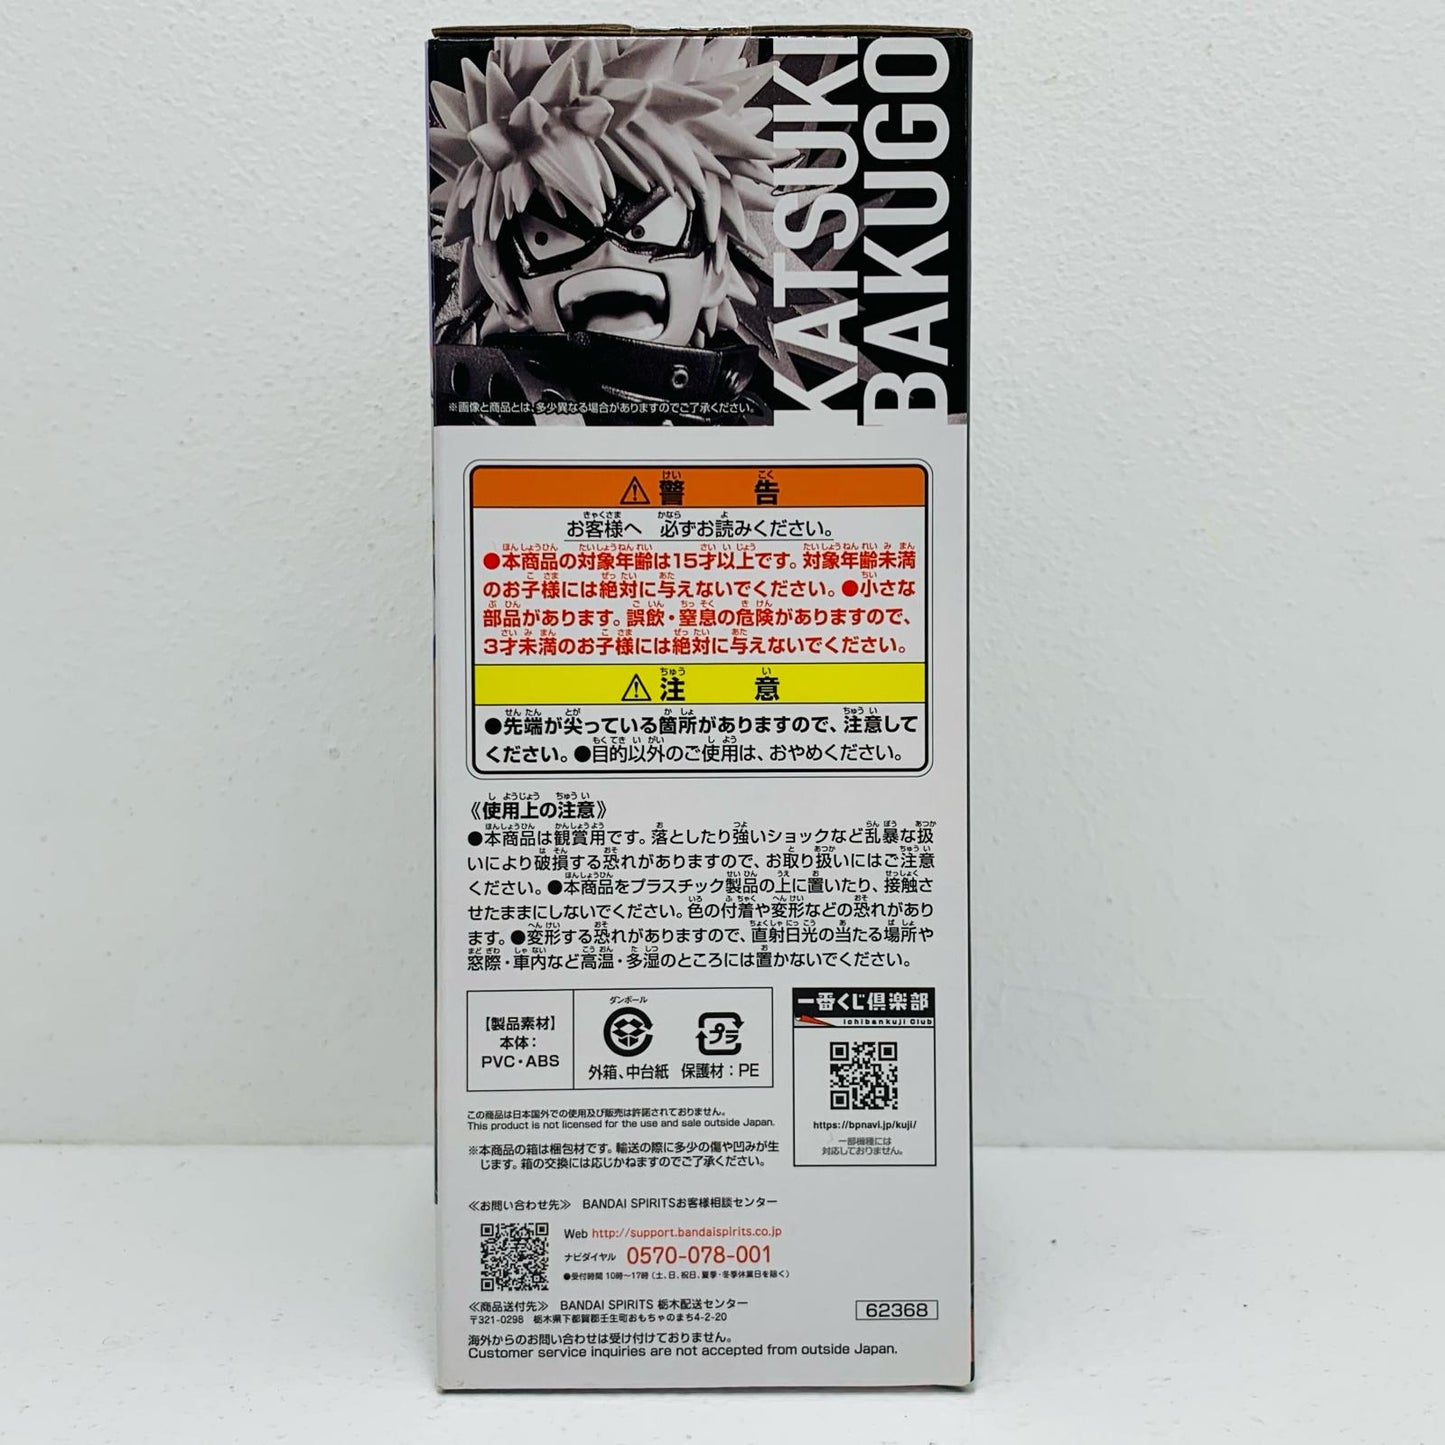 KATSUKI
BAKUGO
※画像と商品とは、多少異なる場合がありますのでご了承ください。
警告
お客様へ 必ずお読みください。
●本商品の対象年齢は15才以上です。対象年齢未満
のお子様には絶対に与えないでください。●小さな
部品があります。誤飲・窒息の危険がありますので、
3才未満のお子様には絶対に与えないでください。
注意
●先端が尖っている箇所がありますので、注意して
ください。●目的以外のご使用は、おやめください。
《使用上の注意》
●本商品は観賞用です。落としたり強いショックなど乱暴な扱
いにより破損する恐れがありますので、お取り扱いにはご注意
ください。●本商品をプラスチック製品の上に置いたり、接触さ
せたままにしないでください。色の付着や変形などの恐れがあり
ます。●変形する恐れがありますので、直射日光の当たる場所や
窓際・車内など高温・多湿のところには置かないでください。
【製品素材】
本体：
PVC・ABS
ダンボール
外箱、中台紙
プラ
保護材：PE
一番くじ倶楽部
ichibankuji Club
https://bpnavi.jp/kuji/
一部機種には
対応しておりません。
この商品は日本国外での使用及び販売は許諾されておりません。
This product is not licensed for the use and sale outside Japan.
※本商品の箱は梱包材です。輸送の際に多少の傷や凹みが生
じます。箱の交換には応じかねますのでご了承ください。
≪お問い合わせ先≫ BANDAI SPIRITSお客様相談センター
Web http://support.bandaispirits.co.jp
ナビダイヤル 0570-078-001
●受付時間 10時〜17時（土、日、祝日、夏季・冬季休業日を除く）
≪商品送付先≫ BANDAI SPIRITS 栃木配送センター
〒321-0298 栃木県下都賀郡壬生町おもちゃのまち4-2-20
62368
海外からのお問い合わせは受け付けておりません。
Customer service inquiries are not accepted from outside Japan.